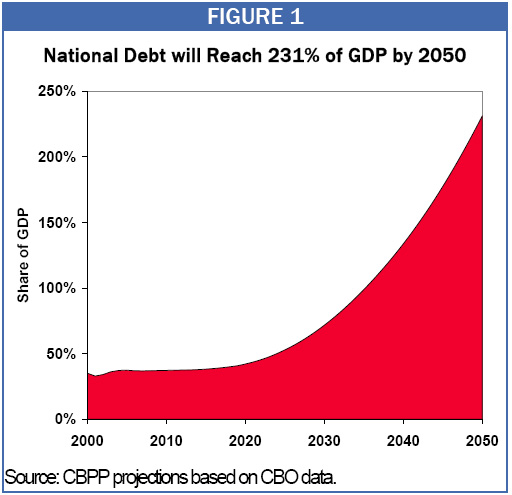 FIGURE 1
National Debt will Reach 231% of GDP by 2050
250%
200%
150%
100%
50%
0%
Share of GDP
2000 2010 2020 2030 2040 2050
Source: CBPP projections based on CBO data.